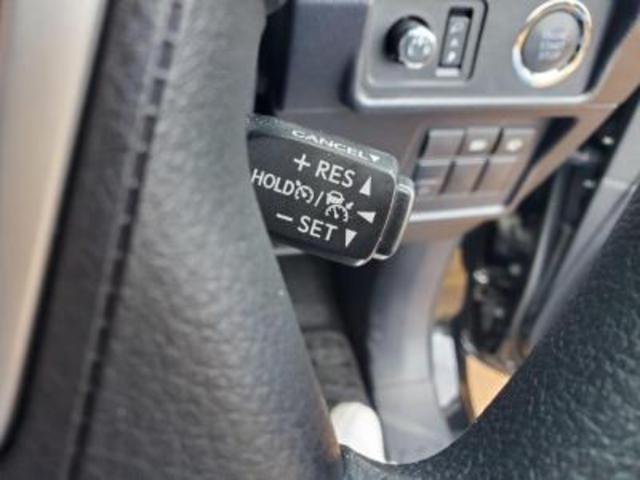 CANCEL▼
+ RES ▲
HOLD / ◄
− SET ▼